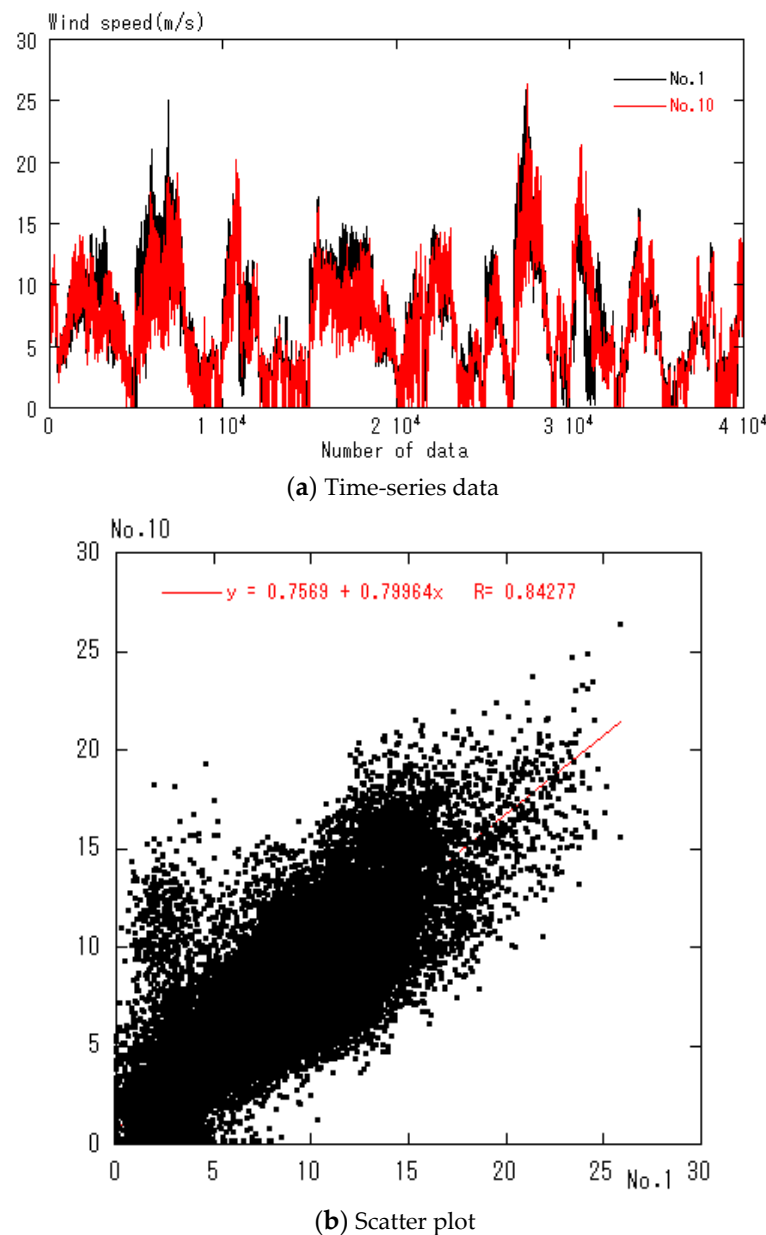 Wind speed(m/s)
30
25
20
15
10
5
0
No.1
No.10
0 1 10⁴ 2 10⁴ 3 10⁴ 4 10⁴
Number of data
(a) Time-series data
No.10
30
25
20
15
10
5
0
y = 0.7569 + 0.79964x R= 0.84277
0 5 10 15 20 25 30
No.1
(b) Scatter plot